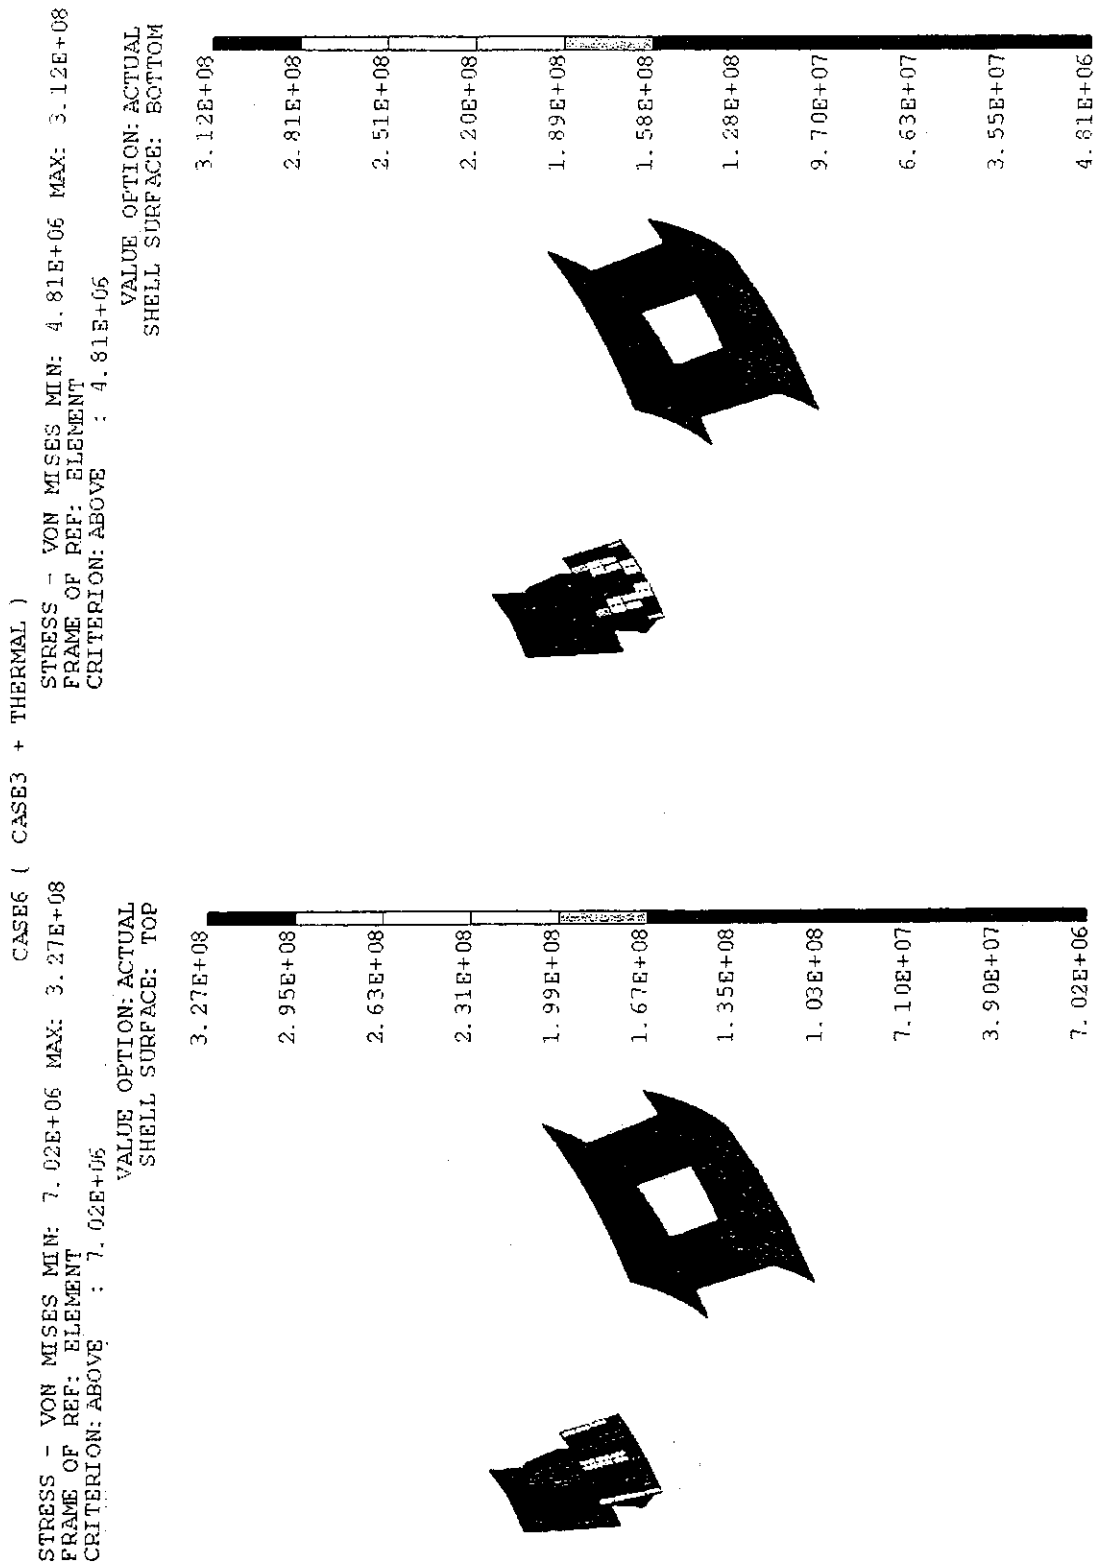 CASE6 ( CASE3 + THERMAL )
STRESS - VON MISES MIN: 7.02E+06 MAX: 3.27E+08
FRAME OF REF: ELEMENT
CRITERION: ABOVE : 7.02E+06
VALUE OPTION: ACTUAL
SHELL SURFACE: TOP
3.27E+08
2.95E+08
2.63E+08
2.31E+08
1.99E+08
1.67E+08
1.35E+08
1.03E+08
7.10E+07
3.90E+07
7.02E+06
STRESS - VON MISES MIN: 4.81E+06 MAX: 3.12E+08
FRAME OF REF: ELEMENT
CRITERION: ABOVE : 4.81E+06
VALUE OPTION: ACTUAL
SHELL SURFACE: BOTTOM
3.12E+08
2.81E+08
2.51E+08
2.20E+08
1.89E+08
1.58E+08
1.28E+08
9.70E+07
6.63E+07
3.55E+07
4.81E+06